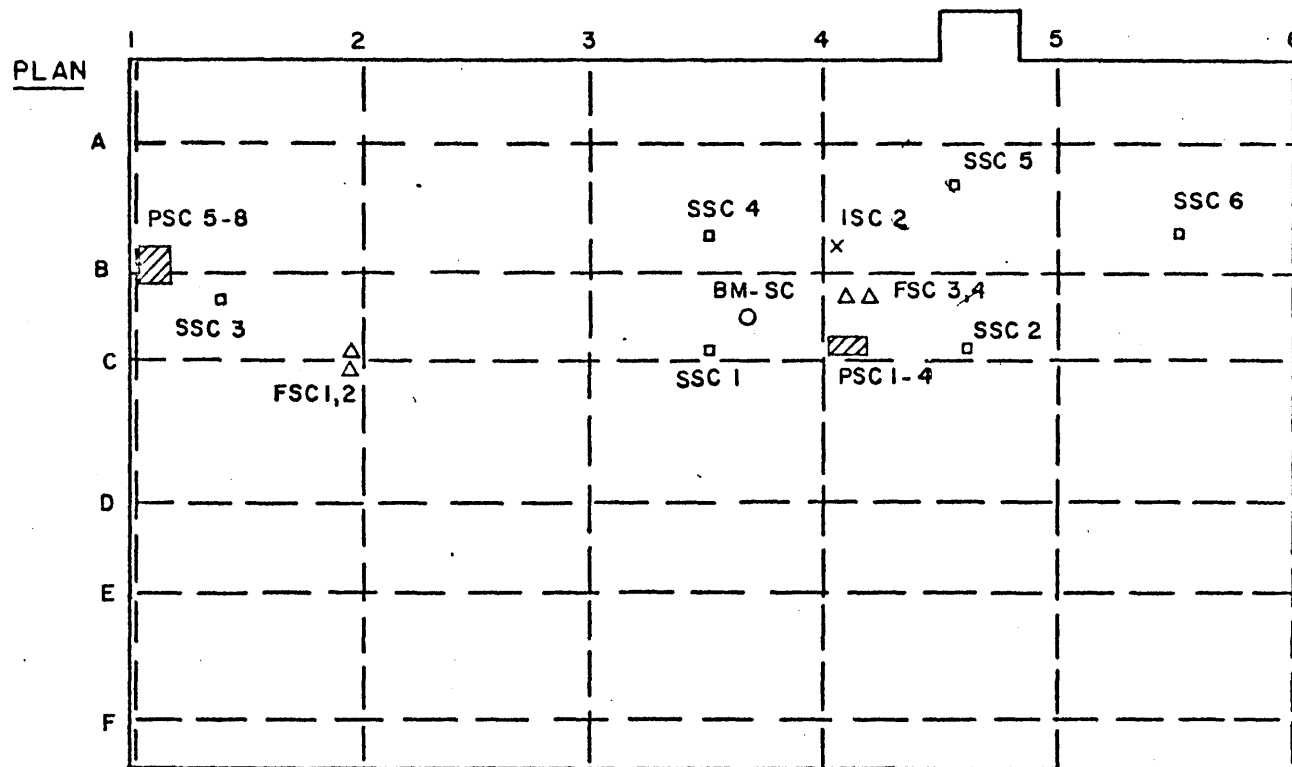 1 2 3 4 5 6
PLAN
A
SSC 5
PSC 5-8
SSC 4
ISC 2
SSC 6
B
BM-SC
FSC 3,4
SSC 3
SSC 2
C
SSC 1
PSC 1-4
FSC 1,2
D
E
F